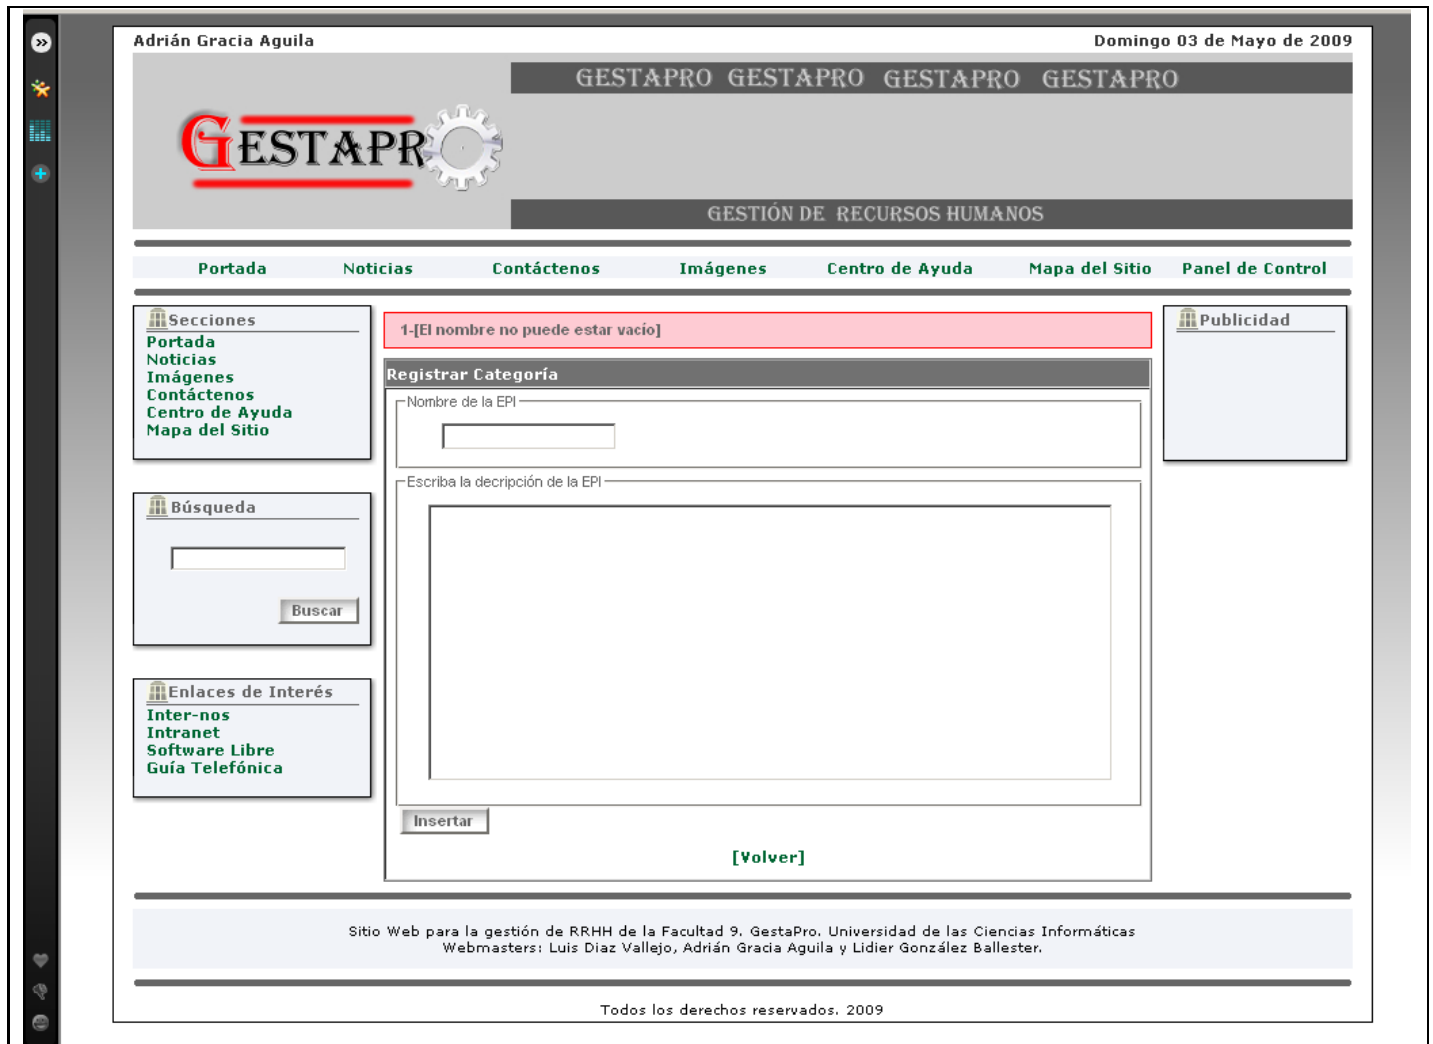 Adrián Gracia Aguila
Domingo 03 de Mayo de 2009
GESTAPRO GESTAPRO GESTAPRO GESTAPRO
GESTAPR
GESTIÓN DE RECURSOS HUMANOS
Portada Noticias Contáctenos Imágenes Centro de Ayuda Mapa del Sitio Panel de Control
Secciones
Portada
Noticias
Imágenes
Contáctenos
Centro de Ayuda
Mapa del Sitio
Búsqueda
Buscar
Enlaces de Interés
Inter-nos
Intranet
Software Libre
Guía Telefónica
1-[El nombre no puede estar vacío]
Registrar Categoría
Nombre de la EPI
Escriba la decripción de la EPI
Insertar
[Volver]
Publicidad
Sitio Web para la gestión de RRHH de la Facultad 9. GestaPro. Universidad de las Ciencias Informáticas
Webmasters: Luis Diaz Vallejo, Adrián Gracia Aguila y Lidier González Ballester.
Todos los derechos reservados. 2009